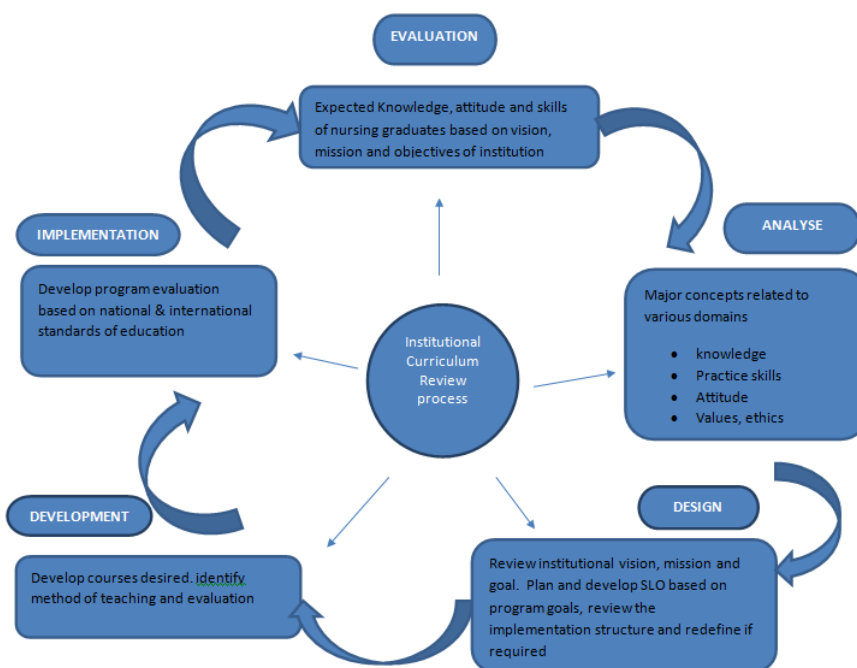 EVALUATION
Expected Knowledge, attitude and skills
of nursing graduates based on vision,
mission and objectives of institution
ANALYSE
Major concepts related to
various domains
• knowledge
• Practice skills
• Attitude
• Values, ethics
DESIGN
Review institutional vision, mission and
goal. Plan and develop SLO based on
program goals, review the
implementation structure and redefine if
required
DEVELOPMENT
Develop courses desired. identify
method of teaching and evaluation
IMPLEMENTATION
Develop program evaluation
based on national & international
standards of education
Institutional
Curriculum
Review
process